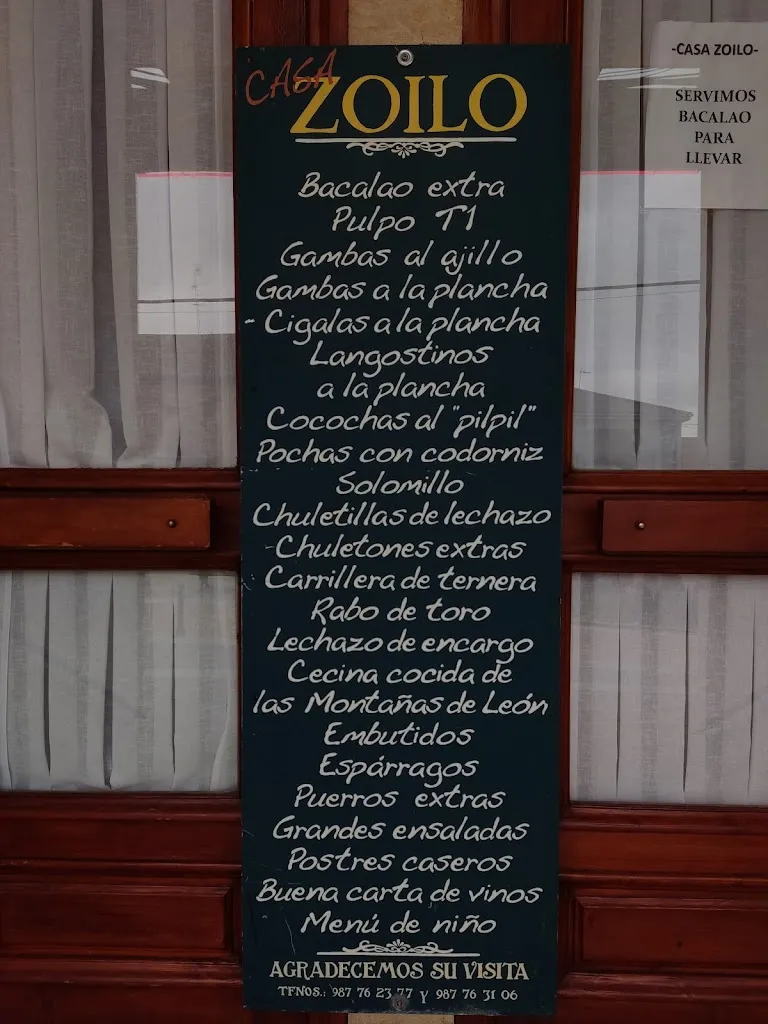 CASA
ZOILO
Bacalao extra
Pulpo T1
Gambas al ajillo
Gambas a la plancha
- Cigalas a la plancha
Langostinos
a la plancha
Cocochas al "pilpil"
Pochas con codorniz
Solomillo
Chuletillas de lechazo
Chuletones extras
Carrillera de ternera
Rabo de toro
Lechazo de encargo
Cecina cocida de
las Montañas de León
Embutidos
Espárragos
Puerros extras
Grandes ensaladas
Postres caseros
Buena carta de vinos
Menú de niño
AGRADECEMOS SU VISITA
TFNOS.: 987 76 23 77 Y 987 76 31 06
-CASA ZOILO-
SERVIMOS
BACALAO
PARA
LLEVAR